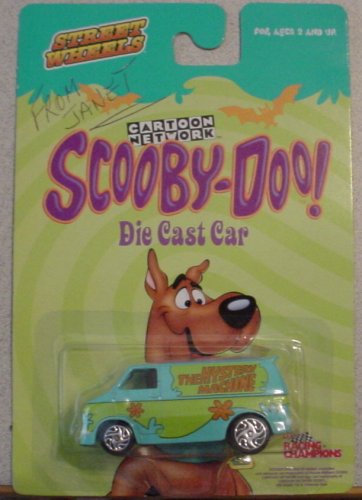 STREET
WHEELS
FOR AGES 3 AND UP
FROM
JANET
CARTOON
NETWORK
SCOOBY-DOO!
Die Cast Car
THE MYSTERY
MACHINE
RACING
CHAMPIONS